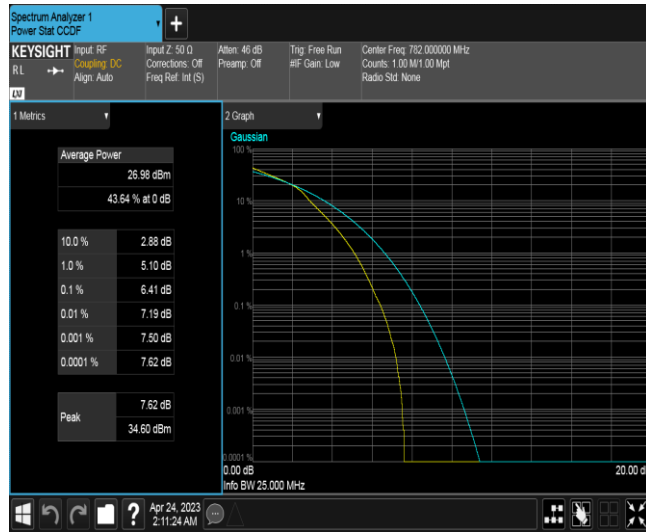 Spectrum Analyzer 1
Power Stat CCDF
KEYSIGHT
Input: RF
Coupling: DC
Align: Auto
Input Z: 50 Ω
Corrections: Off
Freq Ref: Int (S)
Atten: 46 dB
Preamp: Off
Trig: Free Run
#IF Gain: Low
Center Freq: 782.000000 MHz
Counts: 1.00 M/1.00 Mpt
Radio Std: None
R L
LXI
1 Metrics
Average Power
26.98 dBm
43.64 % at 0 dB
10.0 % 2.88 dB
1.0 % 5.10 dB
0.1 % 6.41 dB
0.01 % 7.19 dB
0.001 % 7.50 dB
0.0001 % 7.62 dB
Peak
7.62 dB
34.60 dBm
2 Graph
Gaussian
100 %
10 %
1 %
0.1 %
0.01 %
0.001 %
0.0001 %
0.00 dB
20.00 d
Info BW 25.000 MHz
?
Apr 24, 2023
2:11:24 AM